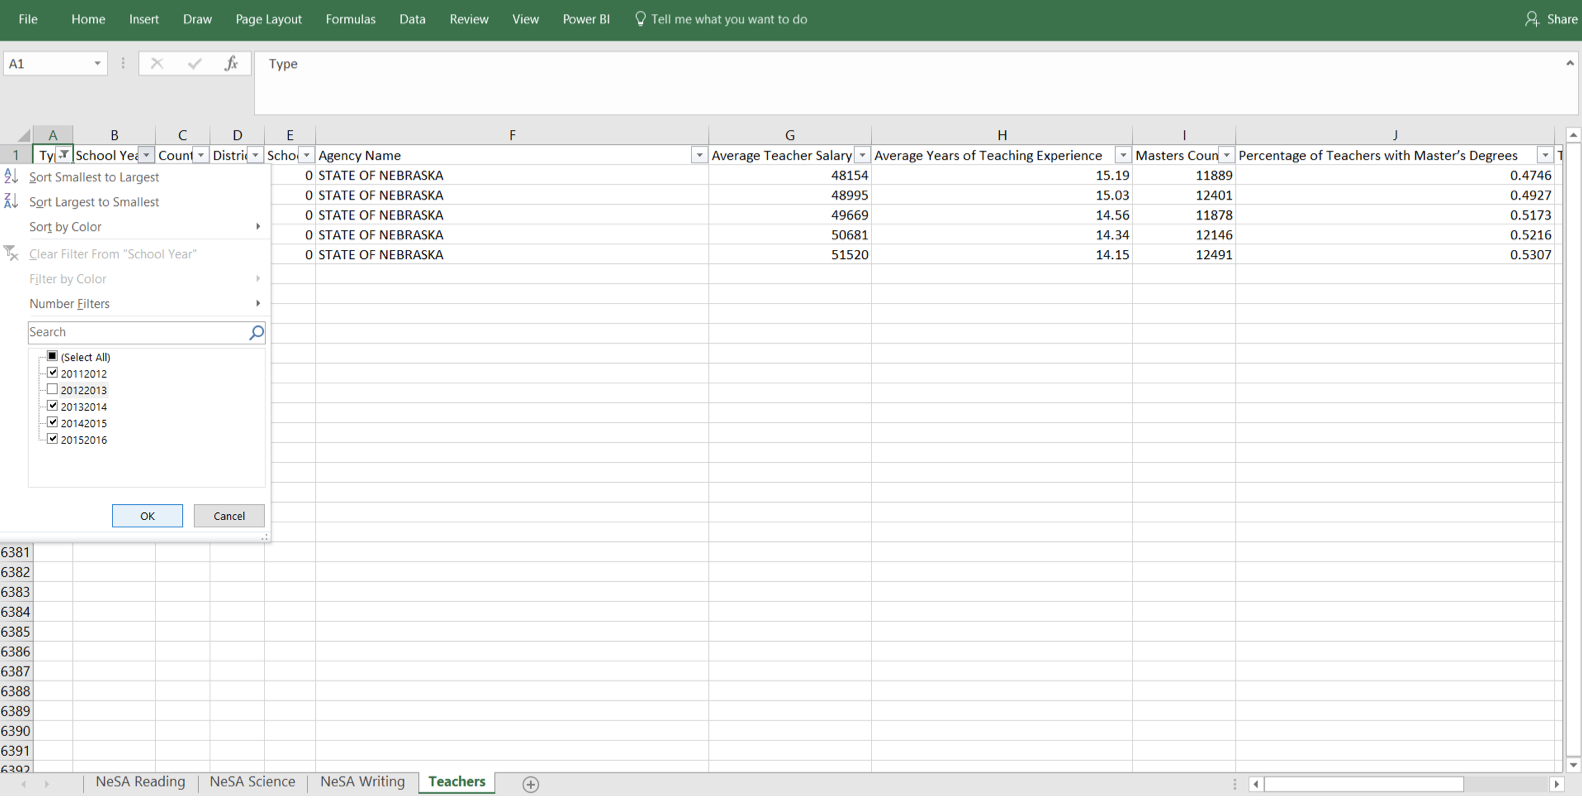 File Home Insert Draw Page Layout Formulas Data Review View Power BI Tell me what you want to do Share
A1 fx Type
A B C D E F G H I J
1 Ty School Yea Count Distric Schoo Agency Name Average Teacher Salary Average Years of Teaching Experience Masters Coun Percentage of Teachers with Master's Degrees T
0 STATE OF NEBRASKA 48154 15.19 11889 0.4746
0 STATE OF NEBRASKA 48995 15.03 12401 0.4927
0 STATE OF NEBRASKA 49669 14.56 11878 0.5173
0 STATE OF NEBRASKA 50681 14.34 12146 0.5216
0 STATE OF NEBRASKA 51520 14.15 12491 0.5307
Sort Smallest to Largest
Sort Largest to Smallest
Sort by Color
Clear Filter From "School Year"
Filter by Color
Number Filters
Search
(Select All)
20112012
20122013
20132014
20142015
20152016
OK Cancel
6381
6382
6383
6384
6385
6386
6387
6388
6389
6390
6391
6392
NeSA Reading NeSA Science NeSA Writing Teachers